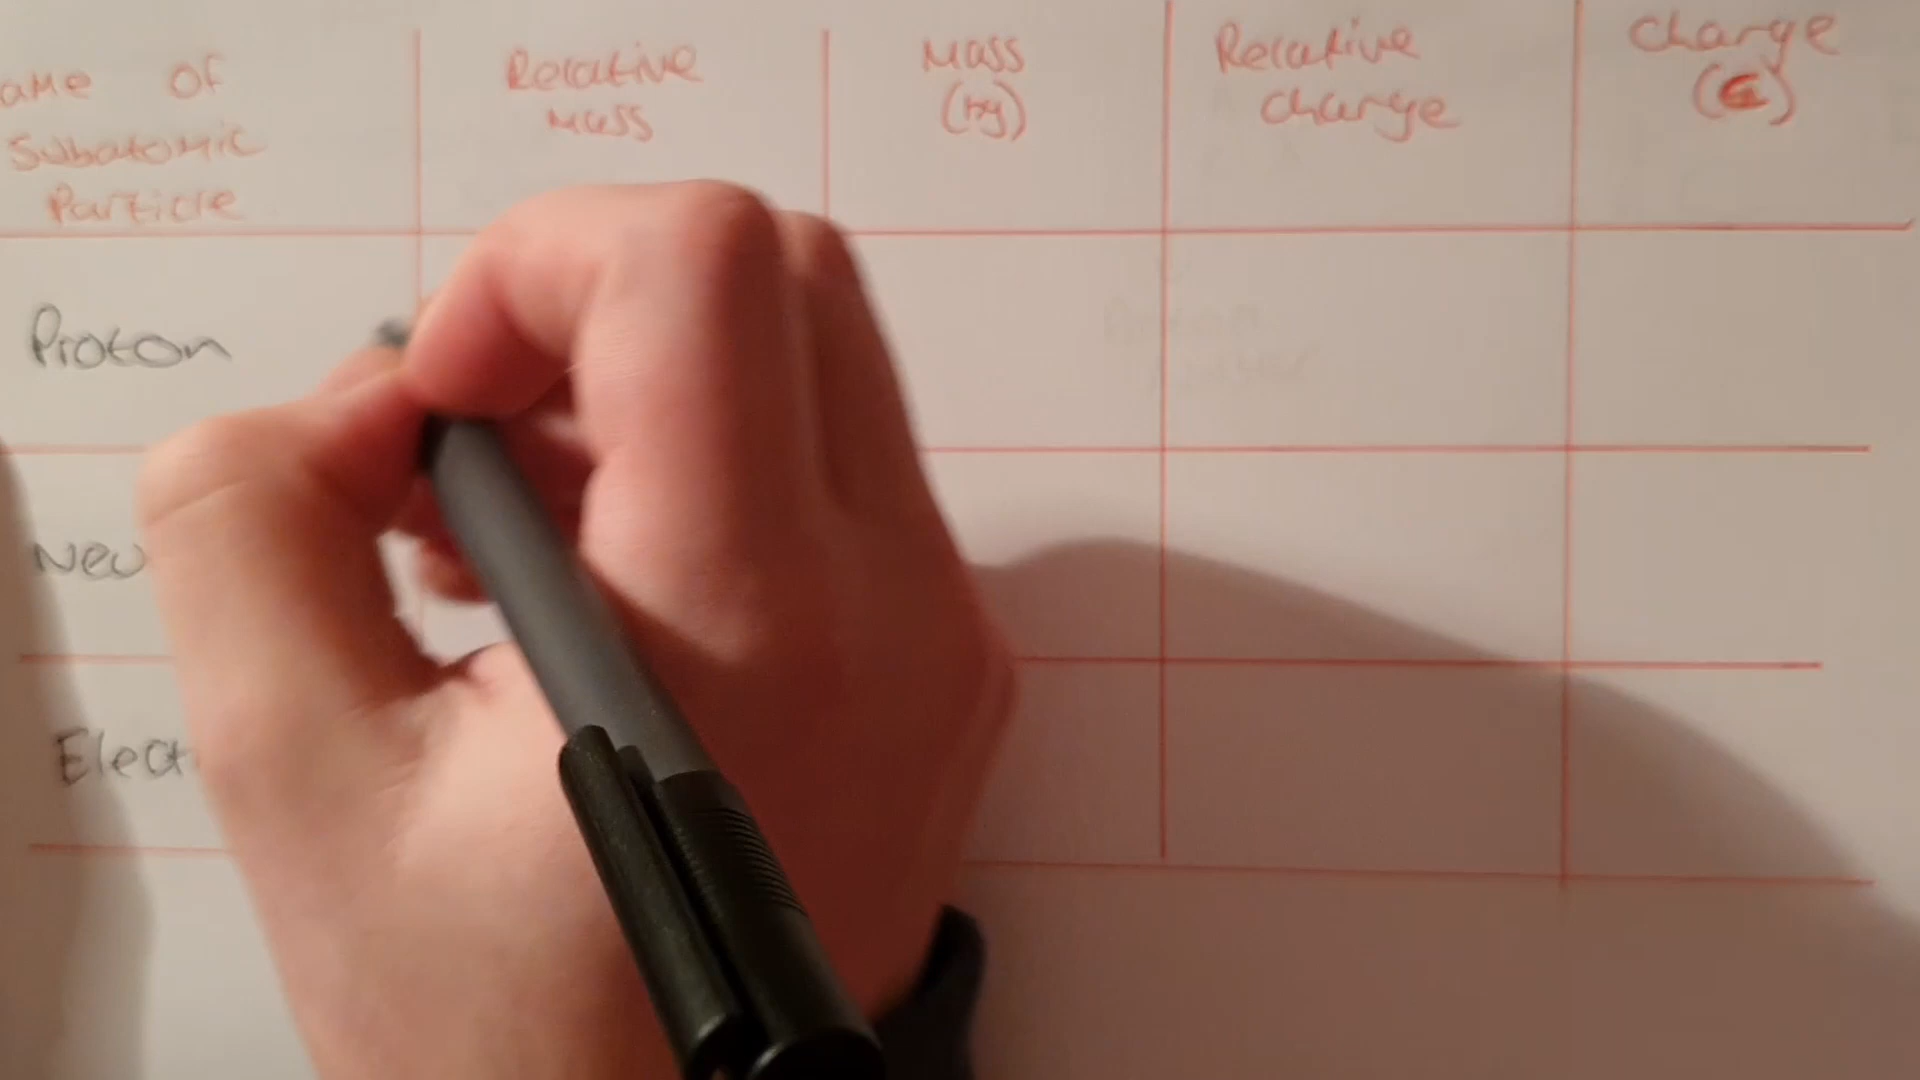 ame of
Subatomic
Particle
Relative
Mass
Mass
(kg)
Relative
charge
Charge
(C)
Proton
Neu
Elect